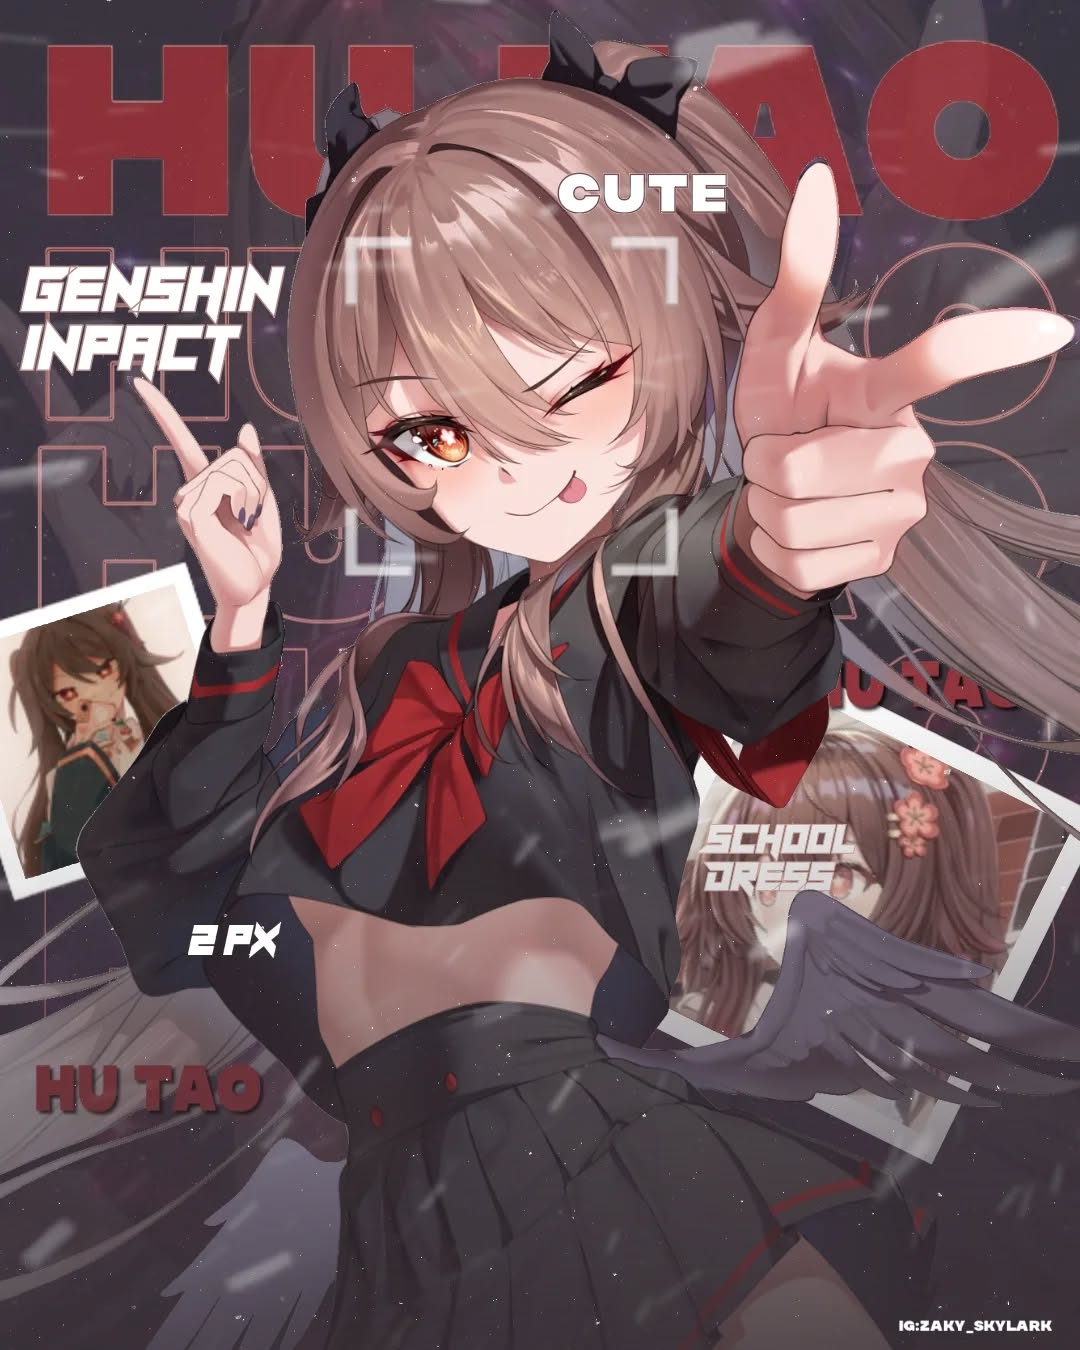 HU TAO
CUTE
GENSHIN
INPACT
HU TAO
SCHOOL
DRESS
2 PX
HU TAO
IG:ZAKY_SKYLARK